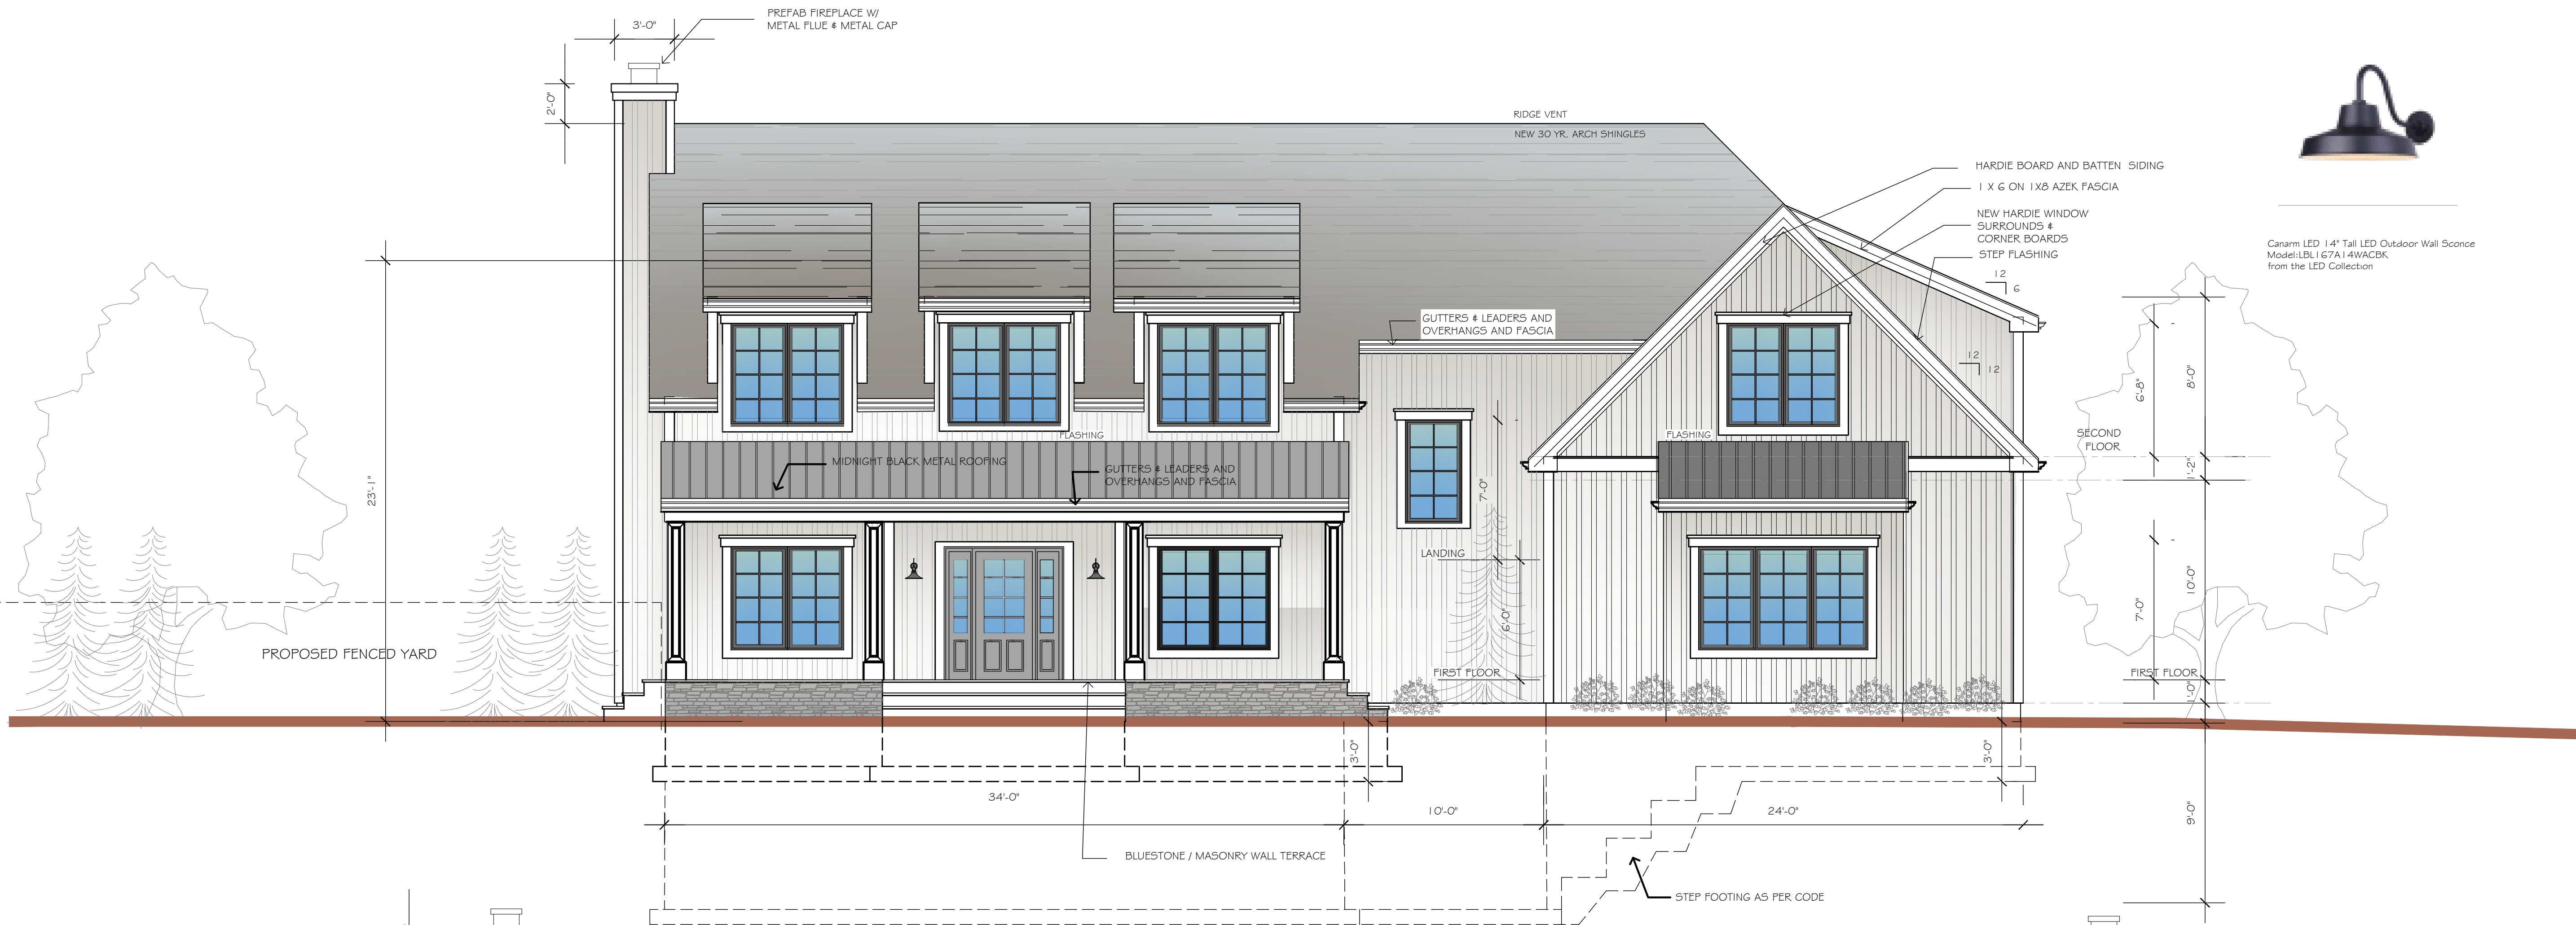 PREFAB FIREPLACE W/
METAL FLUE & METAL CAP
3'-0"
2'-0"
RIDGE VENT
NEW 30 YR. ARCH SHINGLES
HARDIE BOARD AND BATTEN SIDING
1 X 6 ON 1X8 AZEK FASCIA
NEW HARDIE WINDOW
SURROUNDS &
CORNER BOARDS
STEP FLASHING
12
6
12
12
Canarm LED 14" Tall LED Outdoor Wall Sconce
Model:LBL167A14WACBK
from the LED Collection
GUTTERS & LEADERS AND
OVERHANGS AND FASCIA
FLASHING
FLASHING
MIDNIGHT BLACK METAL ROOFING
GUTTERS & LEADERS AND
OVERHANGS AND FASCIA
23'-1"
7'-0"
LANDING
6'-0"
FIRST FLOOR
SECOND
FLOOR
6'-8"
8'-0"
1'-2"
10'-0"
7'-0"
FIRST FLOOR
1'-0"
9'-0"
PROPOSED FENCED YARD
3'-0"
3'-0"
34'-0"
10'-0"
24'-0"
BLUESTONE / MASONRY WALL TERRACE
STEP FOOTING AS PER CODE